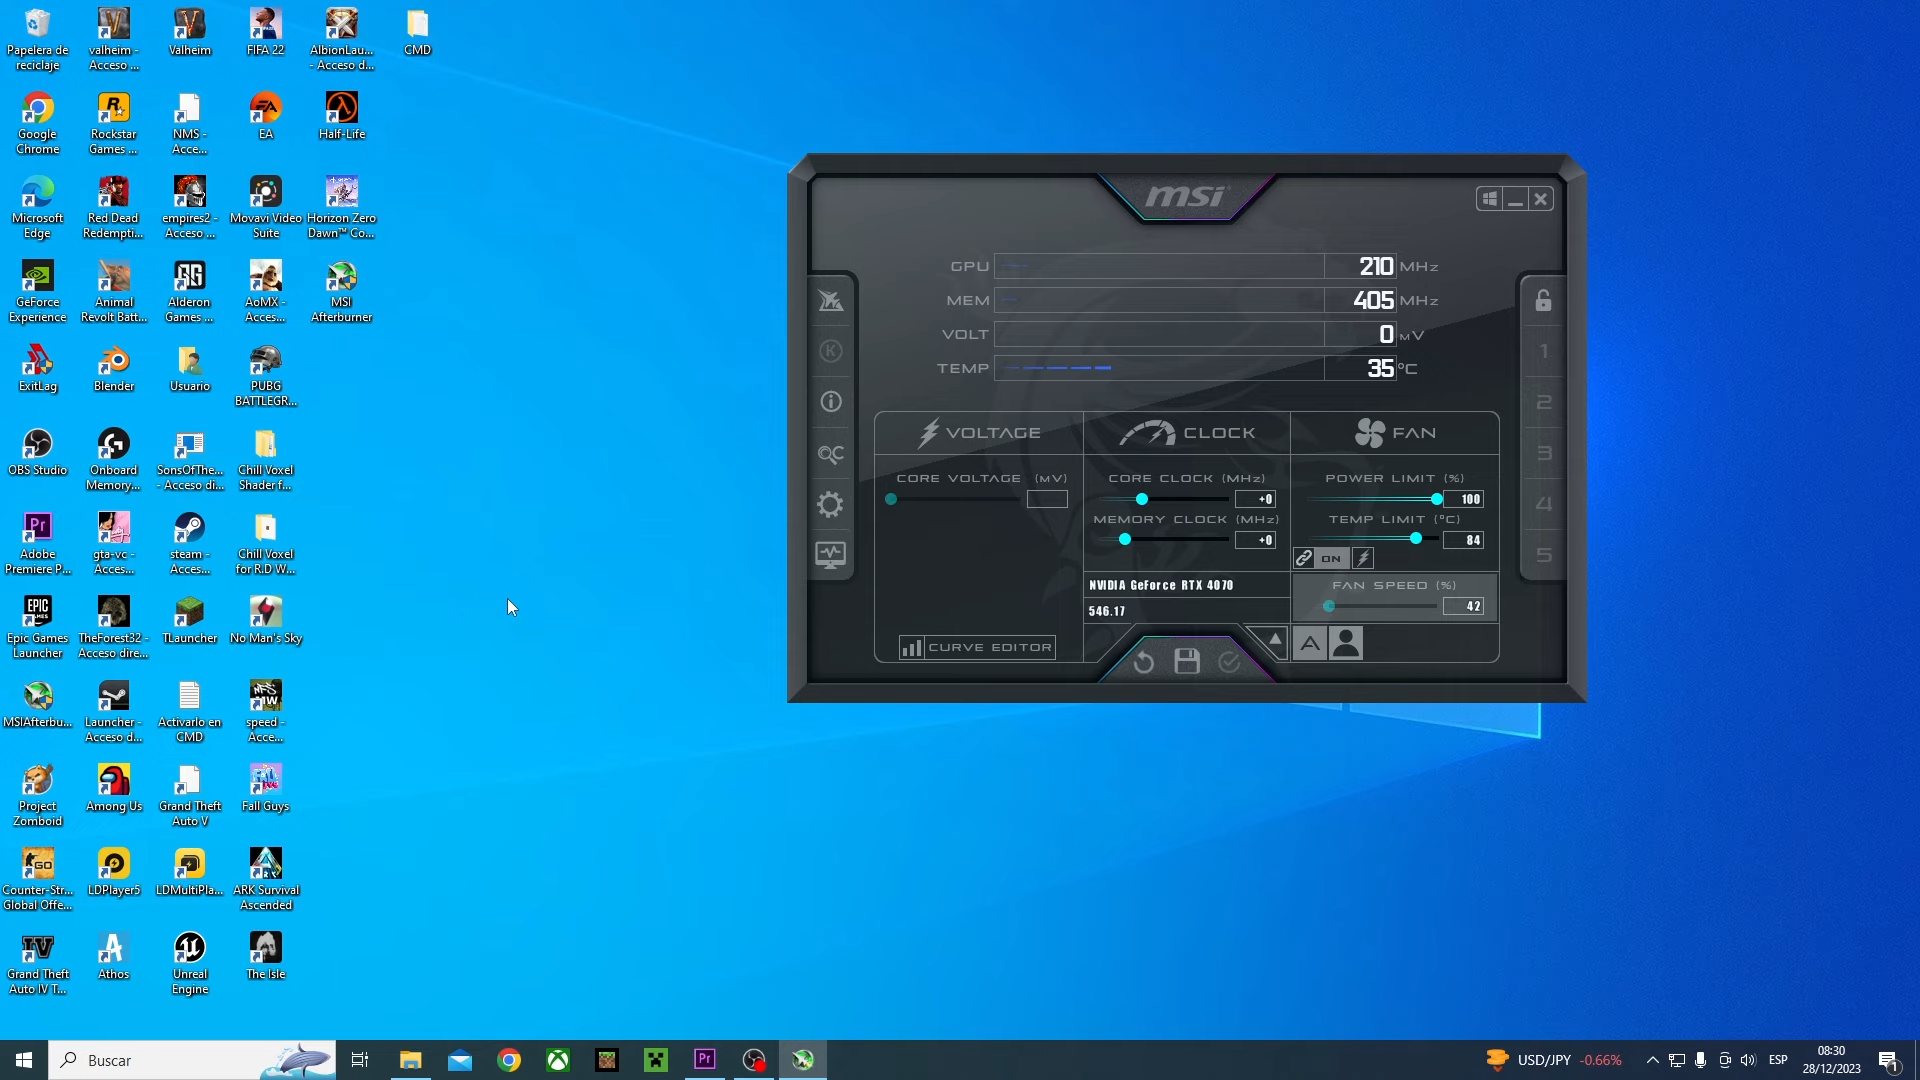 Papelera de
reciclaje
valheim -
Acceso ...
Valheim
FIFA 22
AlbionLau...
- Acceso d...
CMD
Google
Chrome
Rockstar
Games ...
NMS -
Acce...
EA
Half-Life
Microsoft
Edge
Red Dead
Redempti...
empires2 -
Acceso ...
Movavi Video
Suite
Horizon Zero
Dawn™ Co...
GeForce
Experience
Animal
Revolt Batt...
Alderon
Games ...
AoMX -
Acces...
MSI
Afterburner
ExitLag
Blender
Usuario
PUBG
BATTLEGR...
OBS Studio
Onboard
Memory...
SonsOfThe...
- Acceso di...
Chill Voxel
Shader f...
Adobe
Premiere P...
gta-vc -
Acces...
steam -
Acces...
Chill Voxel
for R.D W...
Epic Games
Launcher
TheForest32 -
Acceso dire...
TLauncher
No Man's Sky
MSIAfterbu...
Launcher -
Acceso d...
Activarlo en
CMD
speed -
Acce...
Project
Zomboid
Among Us
Grand Theft
Auto V
Fall Guys
Counter-Str...
Global Offe...
LDPlayer5
LDMultiPla...
ARK Survival
Ascended
Grand Theft
Auto IV T...
Athos
Unreal
Engine
The Isle
msi
GPU 210 MHz
MEM 405 MHz
VOLT 0 mV
TEMP 35 °C
K
OC
1
2
3
4
5
VOLTAGE
CORE VOLTAGE (mV)
CURVE EDITOR
CLOCK
CORE CLOCK (MHz)
+0
MEMORY CLOCK (MHz)
+0
NVIDIA GeForce RTX 4070
546.17
FAN
POWER LIMIT (%)
100
TEMP LIMIT (°C)
84
ON
FAN SPEED (%)
42
A
Buscar
USD/JPY -0.66%
ESP
08:30
28/12/2023
1